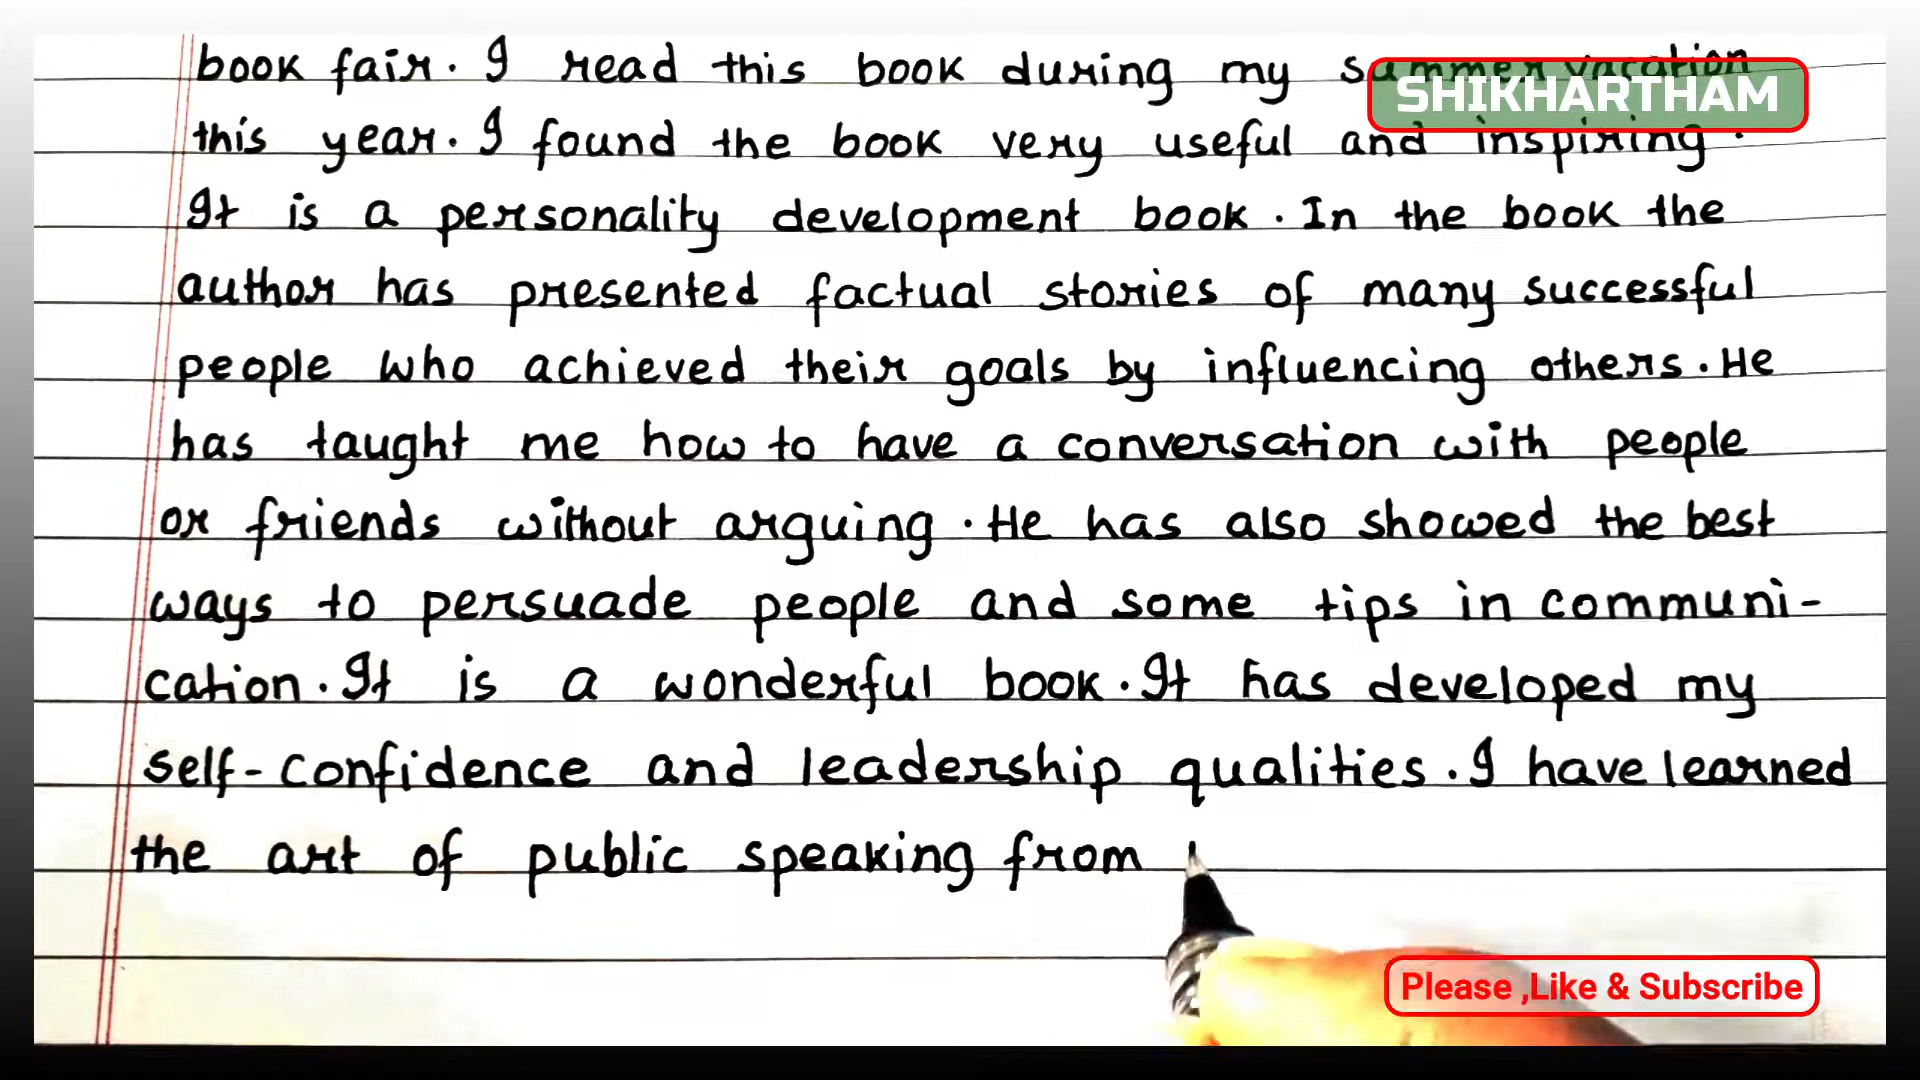 book fair. I read this book during my summer vacation
SHIKHARTHAM
this year. I found the book very useful and inspiring.
It is a personality development book. In the book the
author has presented factual stories of many successful
people who achieved their goals by influencing others. He
has taught me how to have a conversation with people
or friends without arguing. He has also showed the best
ways to persuade people and some tips in communi-
cation. It is a wonderful book. It has developed my
self-confidence and leadership qualities. I have learned
the art of public speaking from
Please ,Like & Subscribe